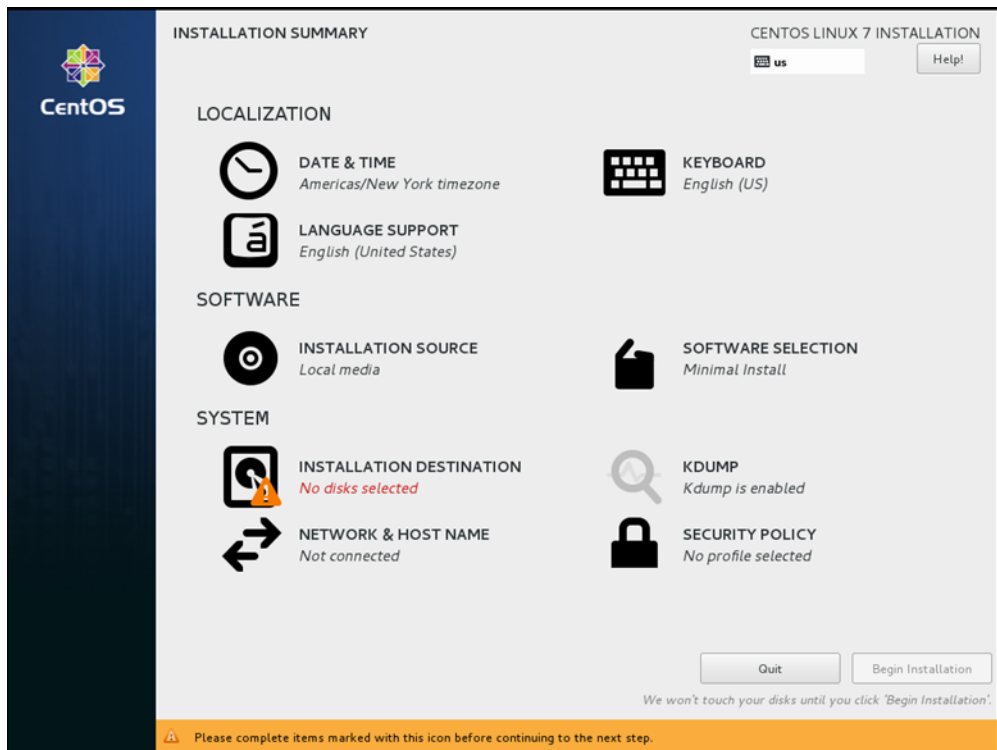 INSTALLATION SUMMARY
CENTOS LINUX 7 INSTALLATION
us
Help!
CentOS
LOCALIZATION
DATE & TIME
Americas/New York timezone
KEYBOARD
English (US)
LANGUAGE SUPPORT
English (United States)
SOFTWARE
INSTALLATION SOURCE
Local media
SOFTWARE SELECTION
Minimal Install
SYSTEM
INSTALLATION DESTINATION
No disks selected
KDUMP
Kdump is enabled
NETWORK & HOST NAME
Not connected
SECURITY POLICY
No profile selected
Quit
Begin Installation
We won't touch your disks until you click 'Begin Installation'.
Please complete items marked with this icon before continuing to the next step.